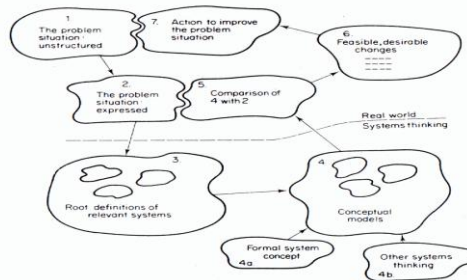 1
The problem
situation:
unstructured
7.
Action to improve
the problem
situation
6.
Feasible, desirable
changes
2.
The problem
situation:
expressed
5.
Comparison of
4 with 2
Real world
Systems thinking
3.
Root definitions of
relevant systems
4
Conceptual
models
Formal system
concept
4a.
Other systems
thinking
4b.